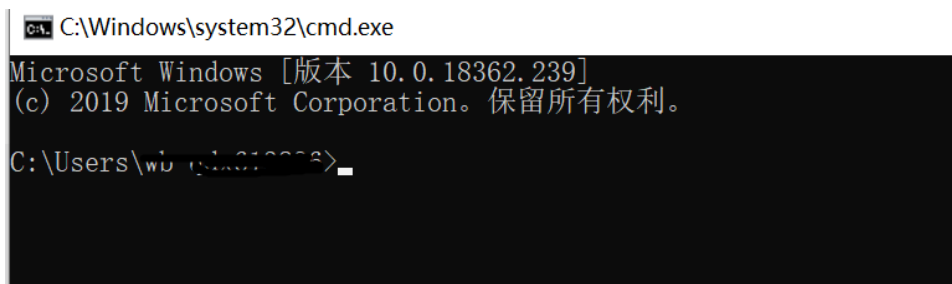 C:\Windows\system32\cmd.exe
Microsoft Windows [版本 10.0.18362.239]
(c) 2019 Microsoft Corporation。保留所有权利。
C:\Users\wb >